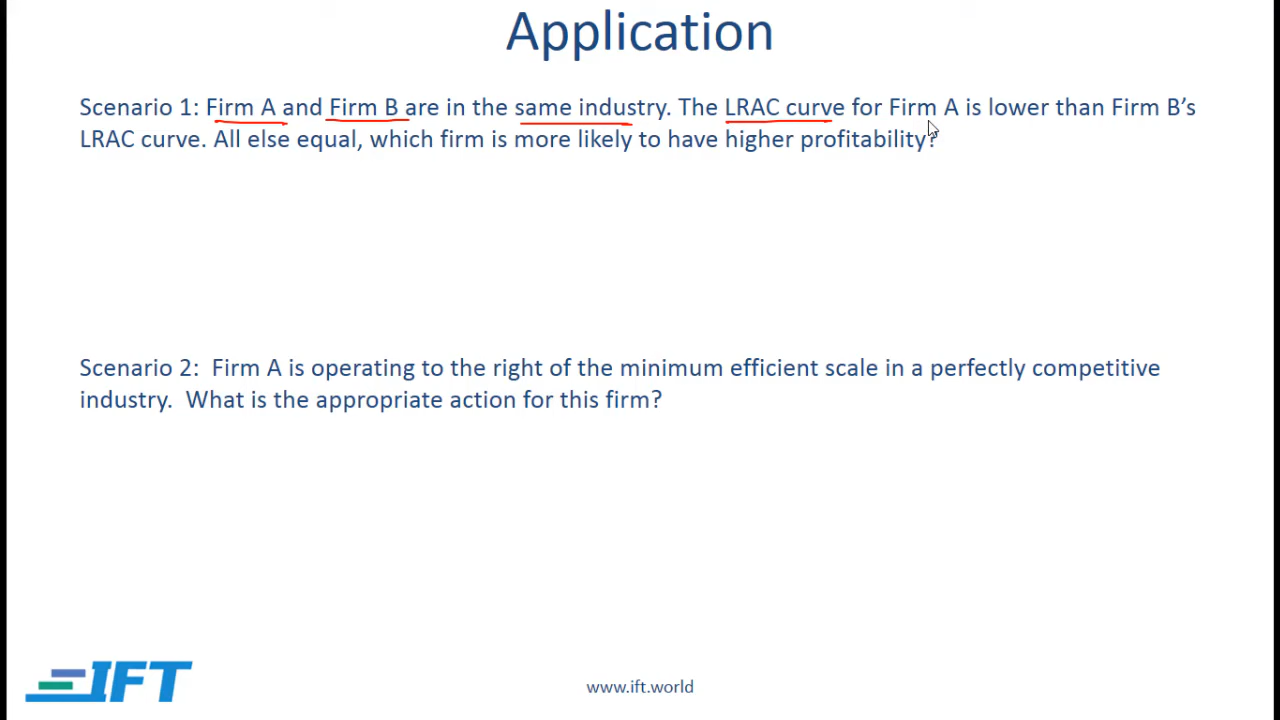 Application
Scenario 1: Firm A and Firm B are in the same industry. The LRAC curve for Firm A is lower than Firm B’s
LRAC curve. All else equal, which firm is more likely to have higher profitability?
Scenario 2:  Firm A is operating to the right of the minimum efficient scale in a perfectly competitive
industry.  What is the appropriate action for this firm?
IFT
www.ift.world